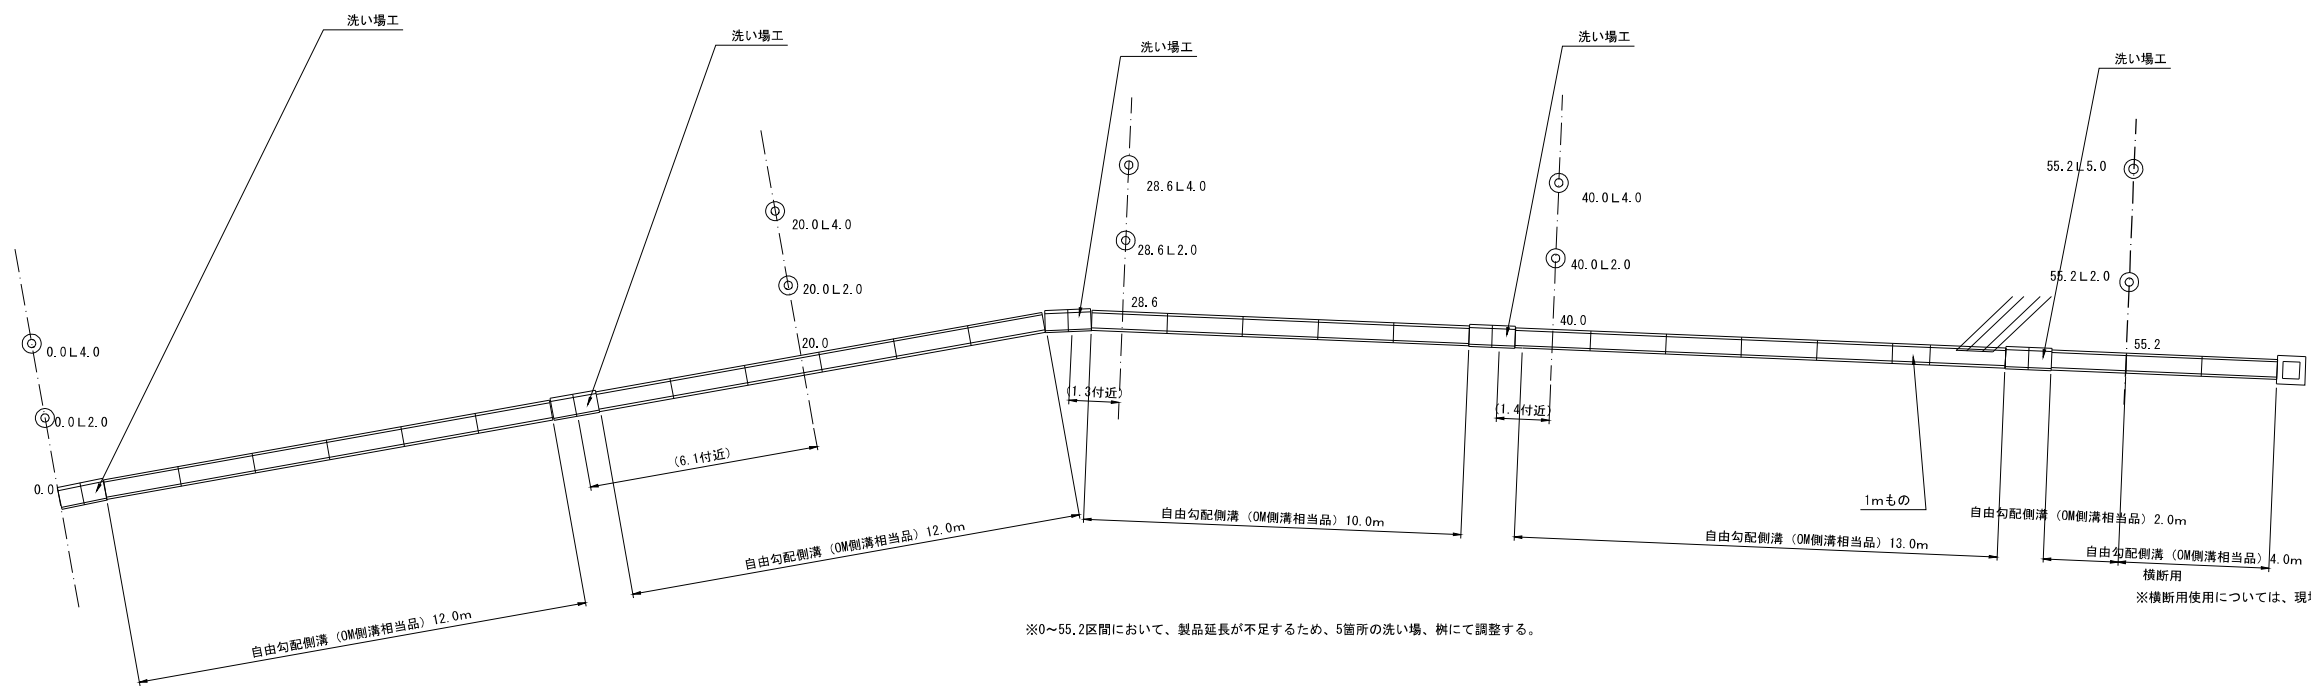 洗い場工
洗い場工
洗い場工
洗い場工
洗い場工
0.0L4.0
0.0L2.0
0.0
20.0L4.0
20.0L2.0
20.0
28.6L4.0
28.6L2.0
28.6
40.0L4.0
40.0L2.0
40.0
55.2L5.0
55.2L2.0
55.2
(6.1付近)
(1.3付近)
(1.4付近)
1mもの
自由勾配側溝(OM側溝相当品)12.0m
自由勾配側溝(OM側溝相当品)12.0m
自由勾配側溝(OM側溝相当品)10.0m
自由勾配側溝(OM側溝相当品)13.0m
自由勾配側溝(OM側溝相当品)2.0m
自由勾配側溝(OM側溝相当品)4.0m
横断用
※横断用使用については、現
※0~55.2区間において、製品延長が不足するため、5箇所の洗い場、桝にて調整する。